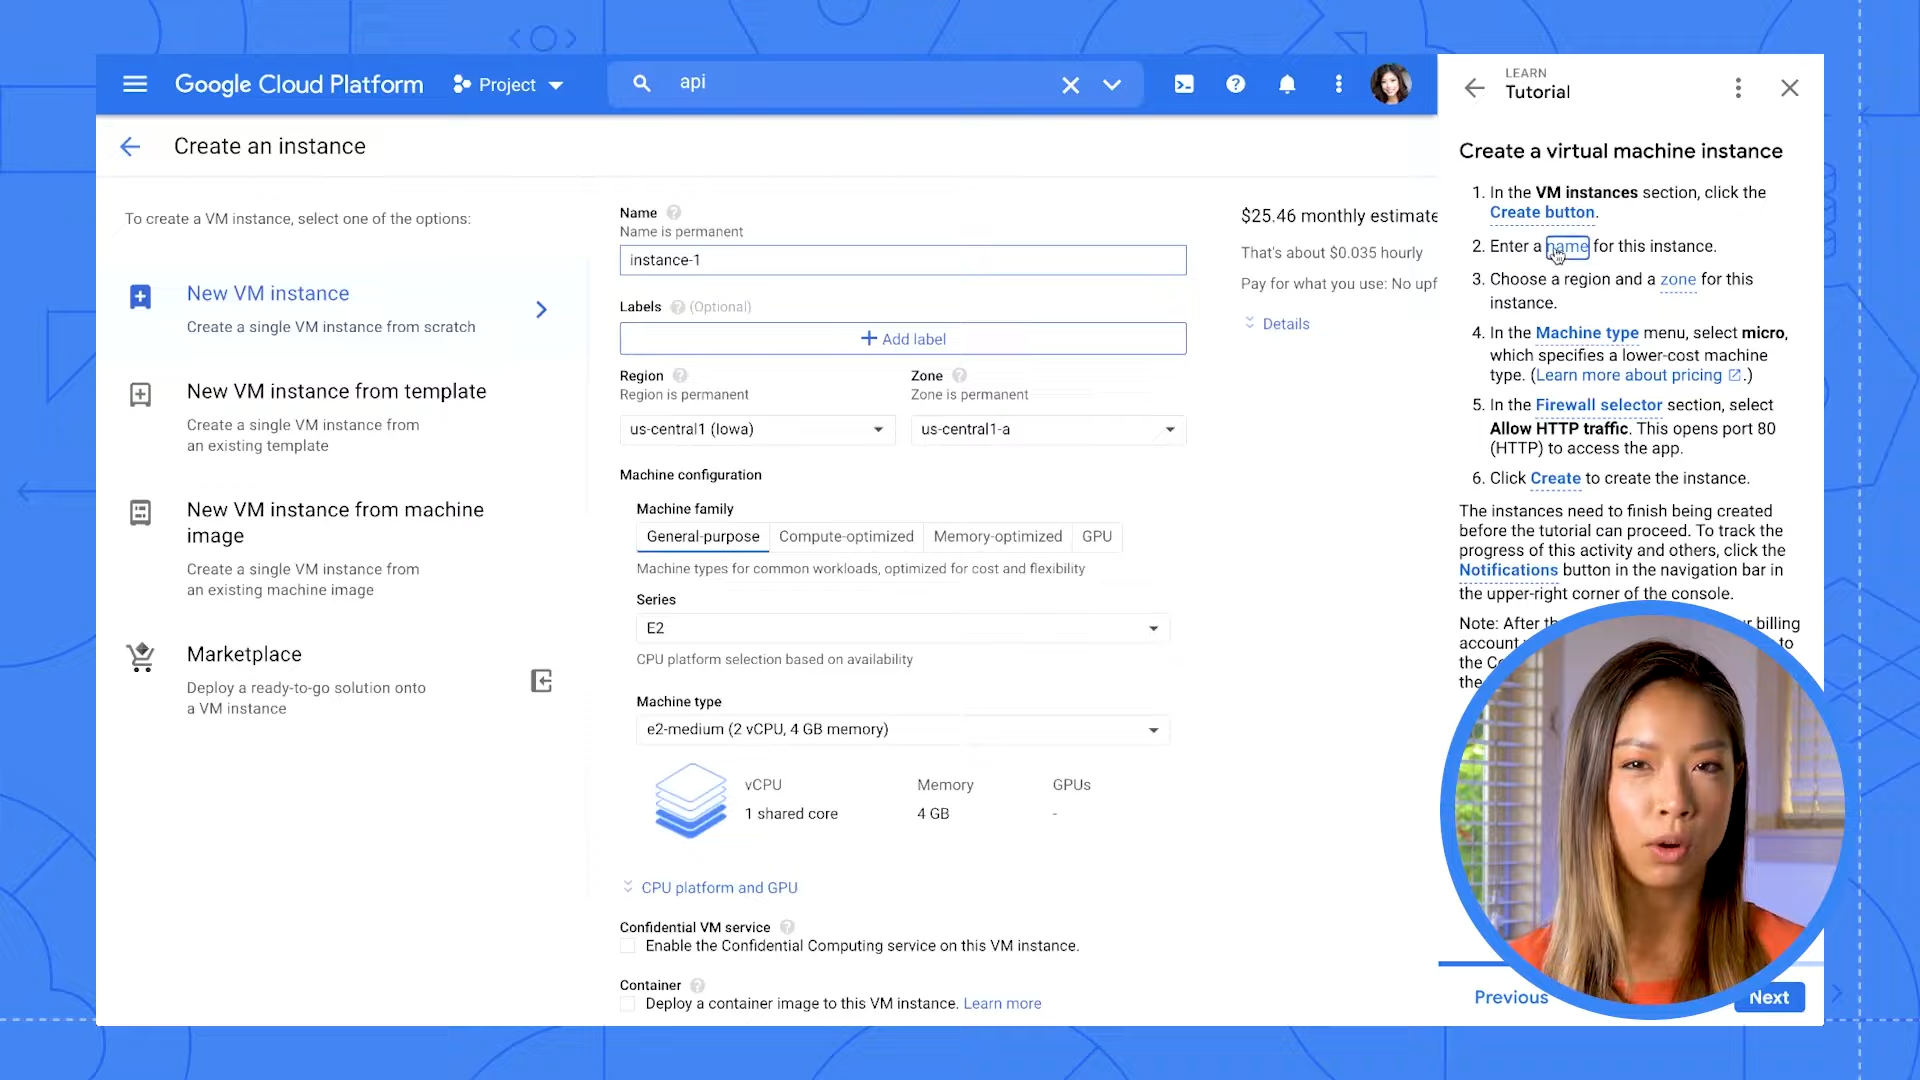 Google Cloud Platform
Project
api
Create an instance
To create a VM instance, select one of the options:
New VM instance
Create a single VM instance from scratch
New VM instance from template
Create a single VM instance from
an existing template
New VM instance from machine
image
Create a single VM instance from
an existing machine image
Marketplace
Deploy a ready-to-go solution onto
a VM instance
Name
Name is permanent
instance-1
Labels (Optional)
Add label
Region
Region is permanent
us-central1 (Iowa)
Zone
Zone is permanent
us-central1-a
Machine configuration
Machine family
General-purpose Compute-optimized Memory-optimized GPU
Machine types for common workloads, optimized for cost and flexibility
Series
E2
CPU platform selection based on availability
Machine type
e2-medium (2 vCPU, 4 GB memory)
vCPU Memory GPUs
1 shared core 4 GB -
CPU platform and GPU
Confidential VM service
Enable the Confidential Computing service on this VM instance.
Container
Deploy a container image to this VM instance. Learn more
$25.46 monthly estimate
That's about $0.035 hourly
Pay for what you use: No
Details
LEARN
Tutorial
Create a virtual machine instance
1. In the VM instances section, click the
Create button.
2. Enter a name for this instance.
3. Choose a region and a zone for this
instance.
4. In the Machine type menu, select micro,
which specifies a lower-cost machine
type. (Learn more about pricing .)
5. In the Firewall selector section, select
Allow HTTP traffic. This opens port 80
(HTTP) to access the app.
6. Click Create to create the instance.
The instances need to finish being created
before the tutorial can proceed. To track the
progress of this activity and others, click the
Notifications button in the navigation bar in
the upper-right corner of the console.
Note: After billing
account to
the
the
Previous
Next